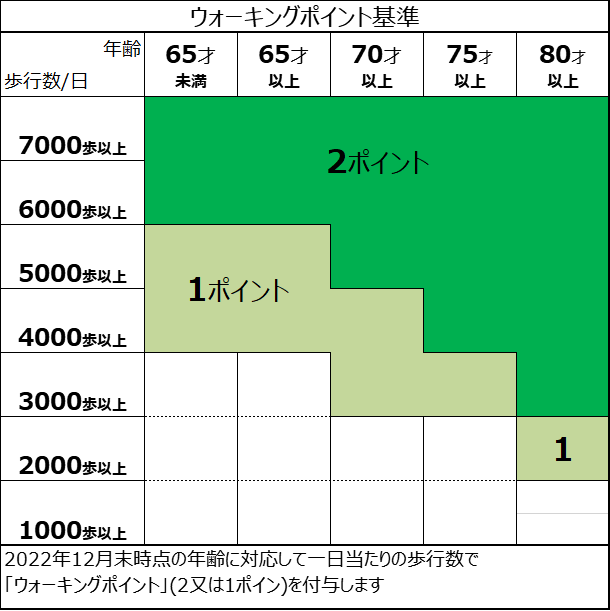 ウォーキングポイント基準
年齢
歩行数/日
65才
未満
65才
以上
70才
以上
75才
以上
80才
以上
7000歩以上
2ポイント
6000歩以上
5000歩以上
1ポイント
4000歩以上
3000歩以上
2000歩以上
1
1000歩以上
2022年12月末時点の年齢に対応して一日当たりの歩行数で
「ウォーキングポイント」(2又は1ポイン)を付与します